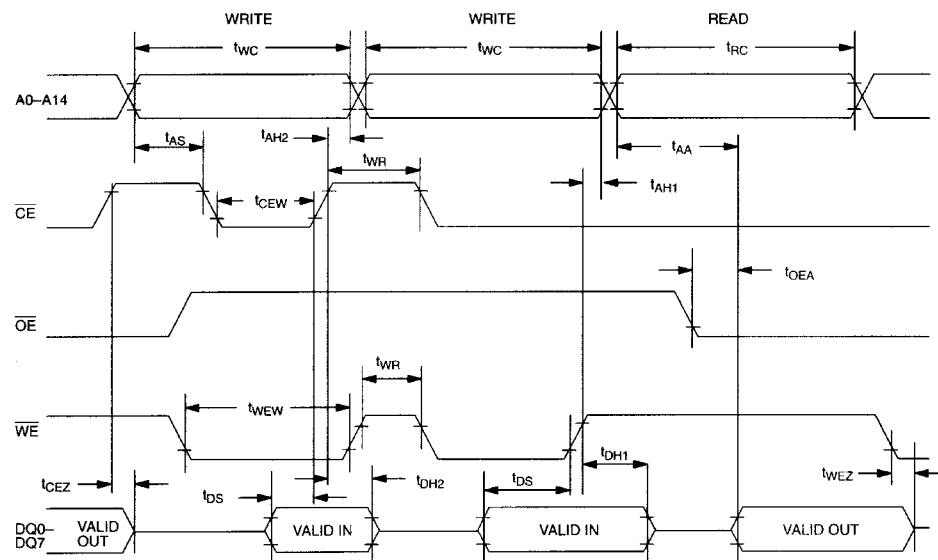 WRITE WRITE READ
tWC tWC tRC
A0–A14
tAS tAH2 tWR tAA
tAH1
CE tCEW
tOEA
OE
tWR
tWEW
WE
tDH1
tCEZ tDS tDH2 tDS tWEZ
DQ0– VALID VALID IN VALID IN VALID OUT
DQ7 OUT